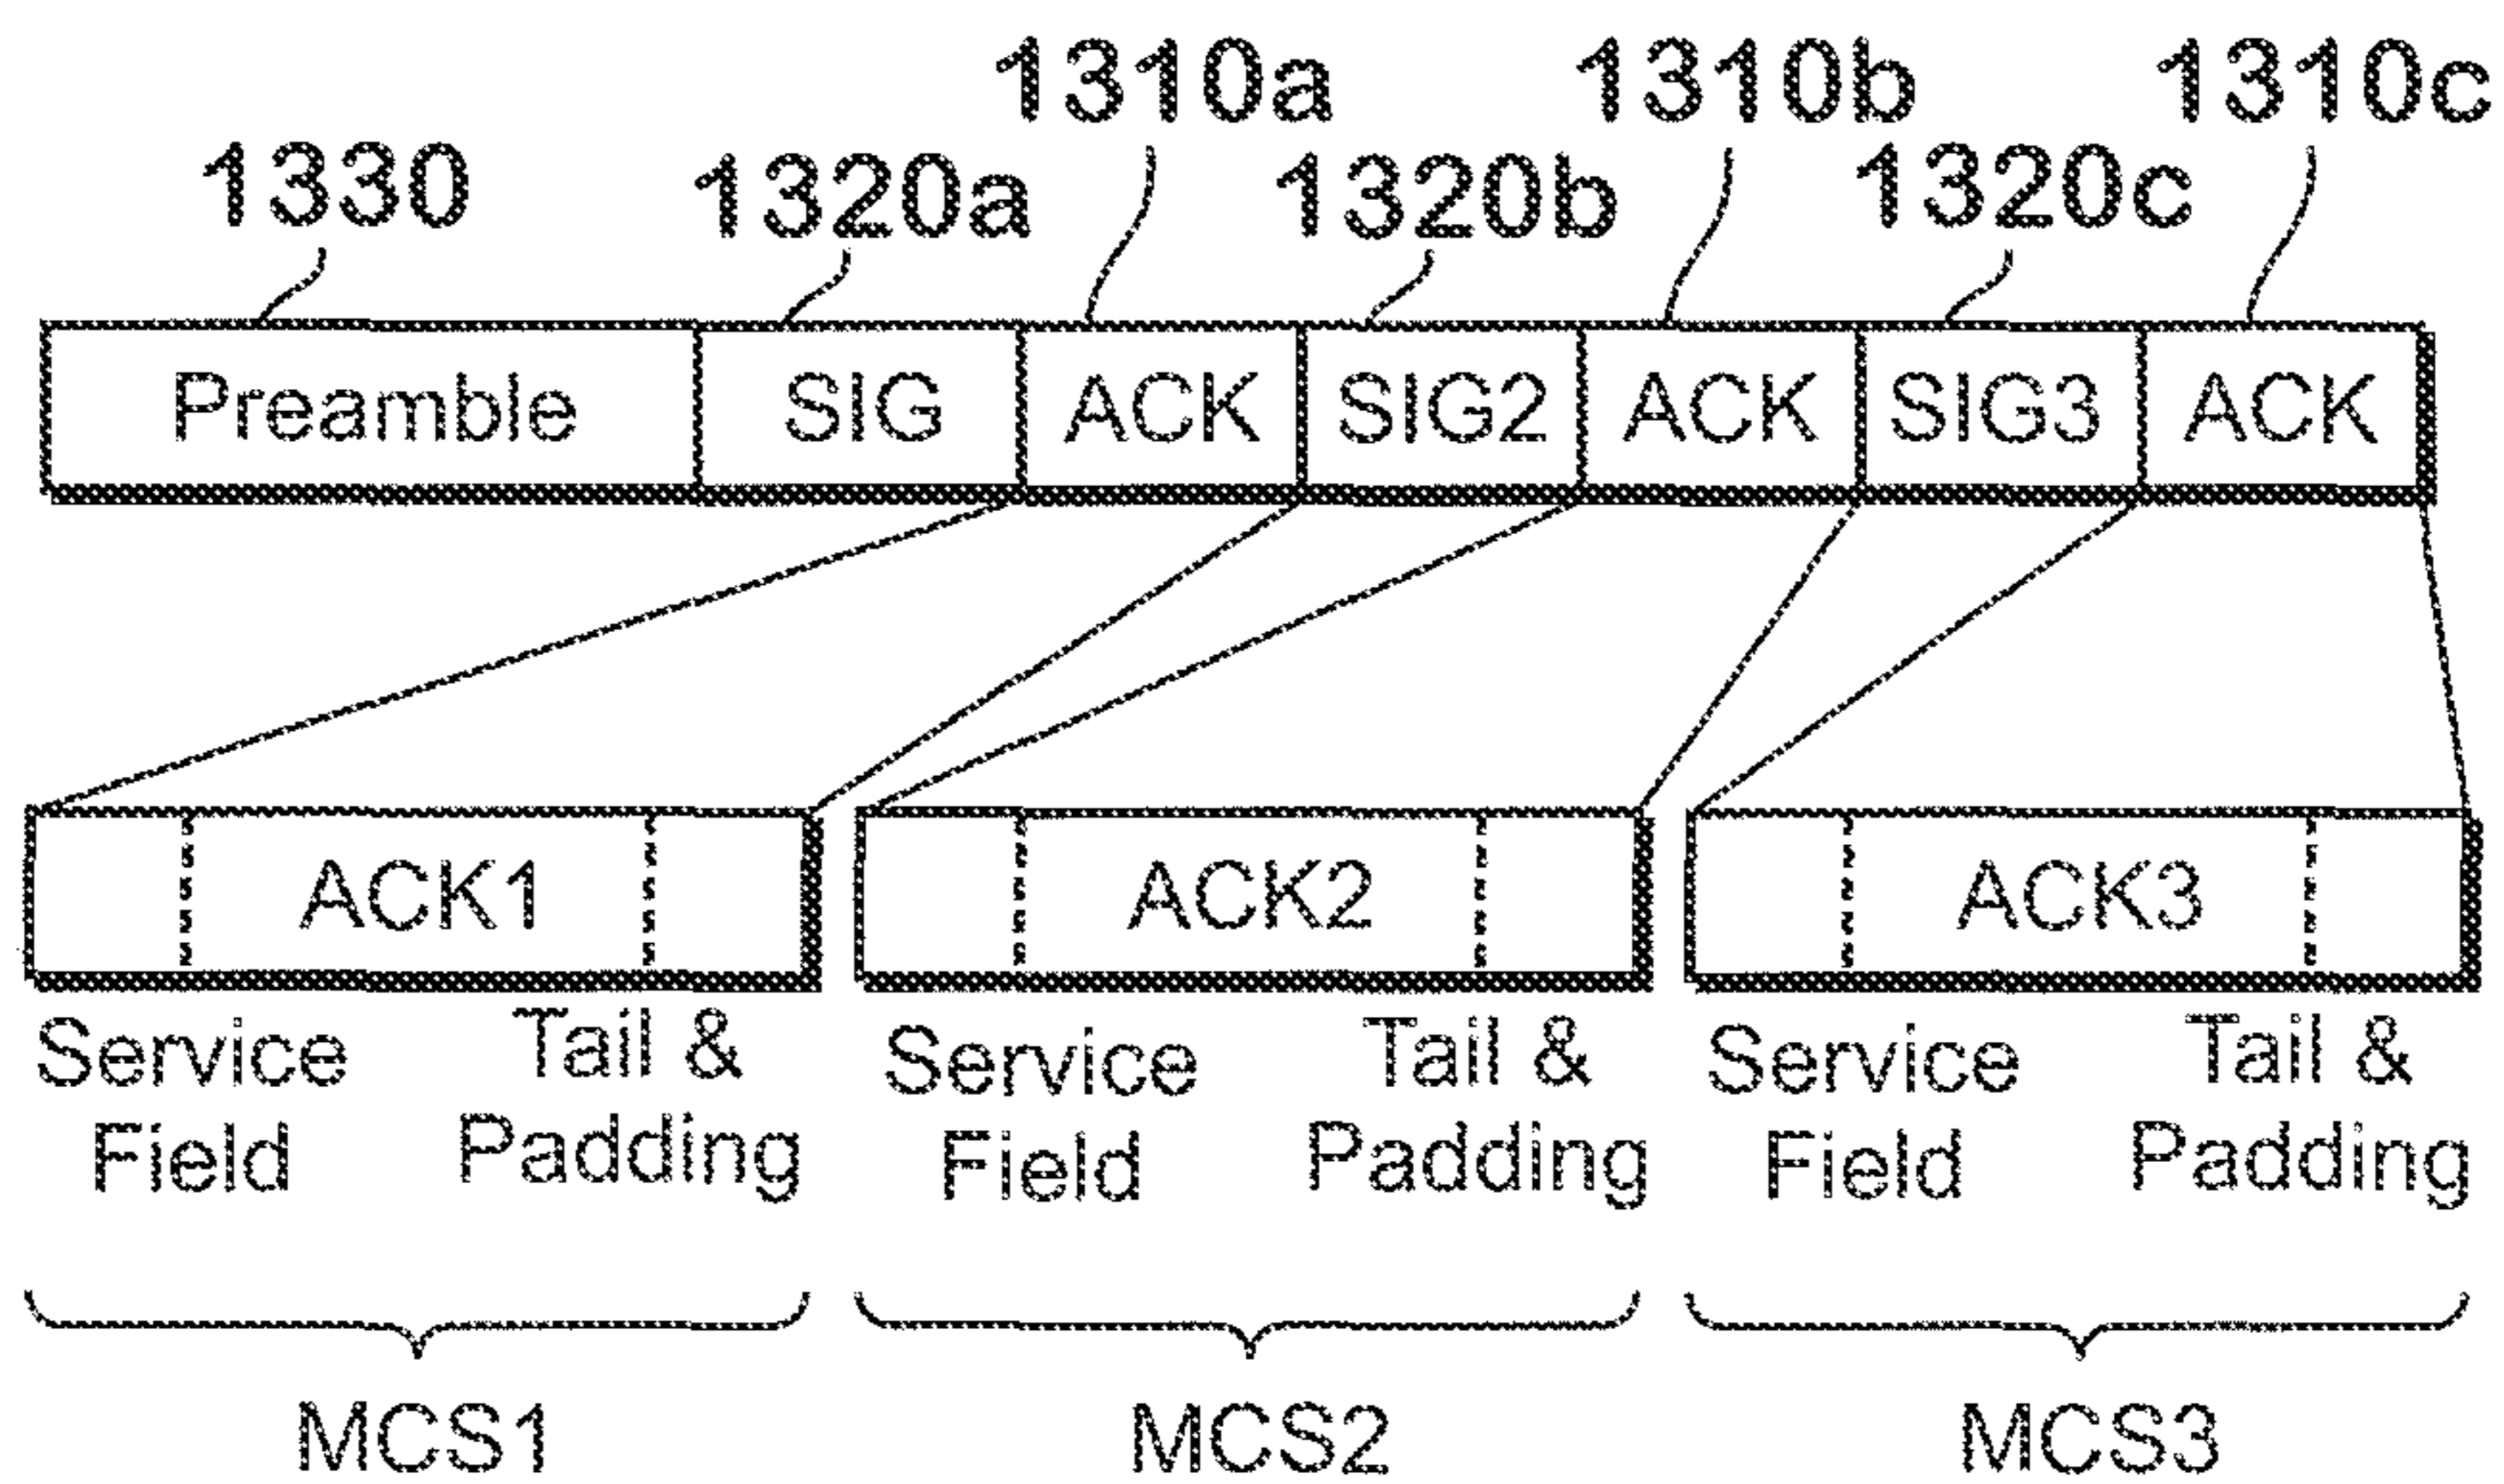 1310a 1310b 1310c
1330 1320a 1320b 1320c
Preamble SIG ACK SIG2 ACK SIG3 ACK
ACK1 ACK2 ACK3
Service Tail & Service Tail & Service Tail &
Field Padding Field Padding Field Padding
MCS1 MCS2 MCS3